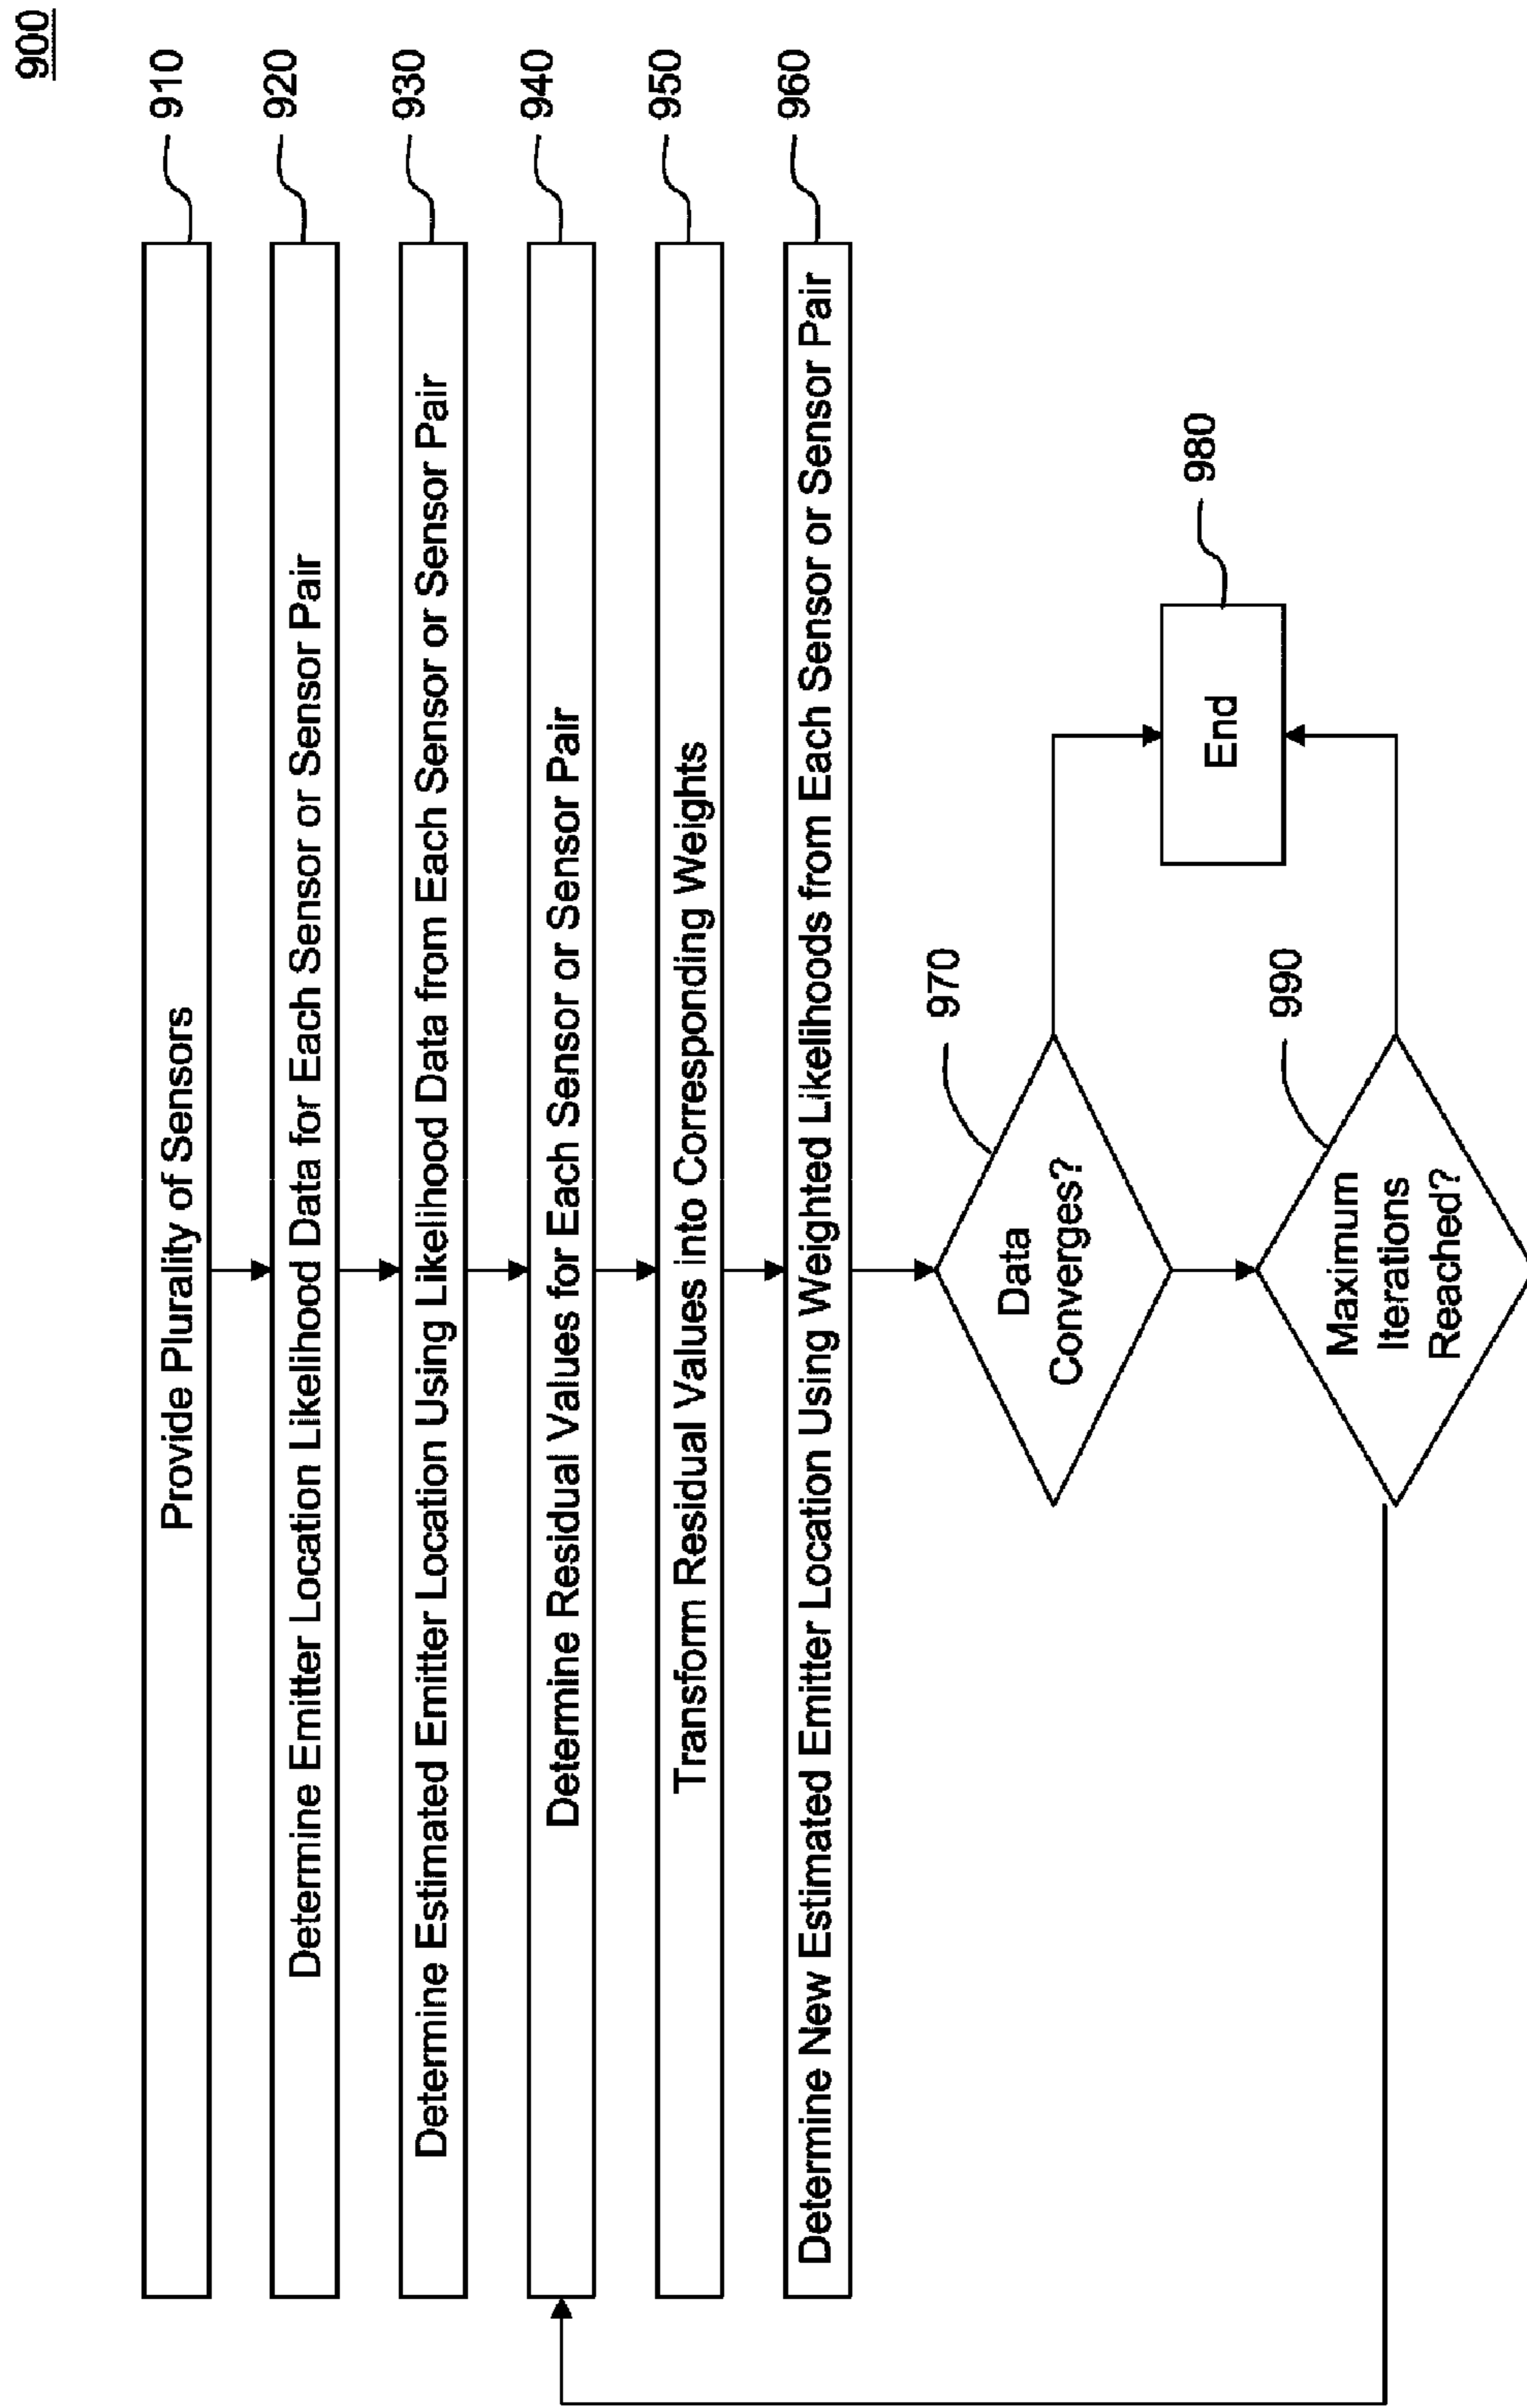 900
Provide Plurality of Sensors
910
Determine Emitter Location Likelihood Data for Each Sensor or Sensor Pair
920
Determine Estimated Emitter Location Using Likelihood Data from Each Sensor or Sensor Pair
930
Determine Residual Values for Each Sensor or Sensor Pair
940
Transform Residual Values into Corresponding Weights
950
Determine New Estimated Emitter Location Using Weighted Likelihoods from Each Sensor or Sensor Pair
960
Data
Converges?
970
End
980
Maximum
Iterations
Reached?
990